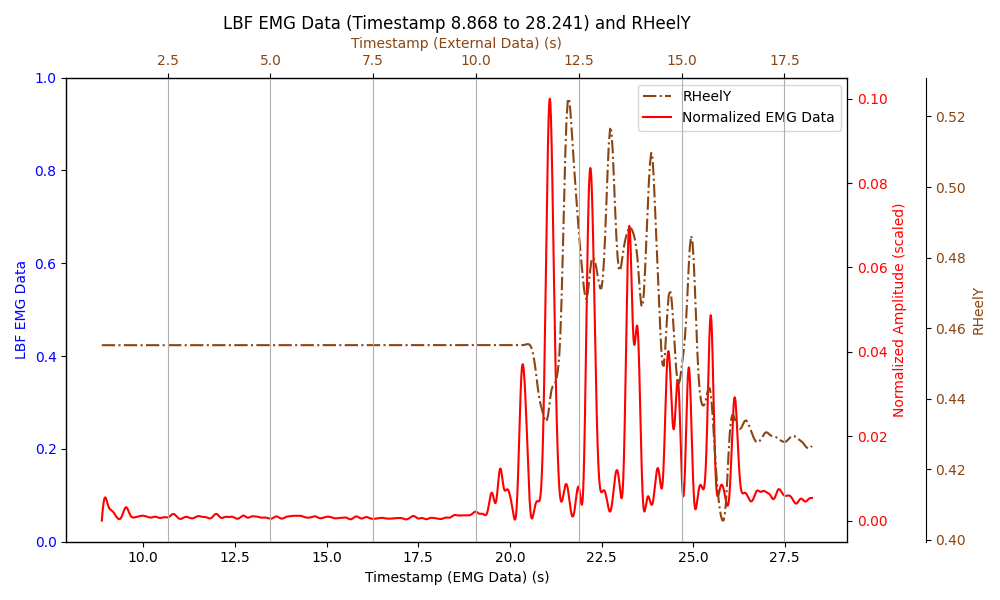 LBF EMG Data (Timestamp 8.868 to 28.241) and RHeelY
Timestamp (External Data) (s)
2.5 5.0 7.5 10.0 12.5 15.0 17.5
RHeelY
Normalized EMG Data
LBF EMG Data
1.0
0.8
0.6
0.4
0.2
0.0
Normalized Amplitude (scaled)
0.10
0.08
0.06
0.04
0.02
0.00
RHeelY
0.52
0.50
0.48
0.46
0.44
0.42
0.40
10.0 12.5 15.0 17.5 20.0 22.5 25.0 27.5
Timestamp (EMG Data) (s)